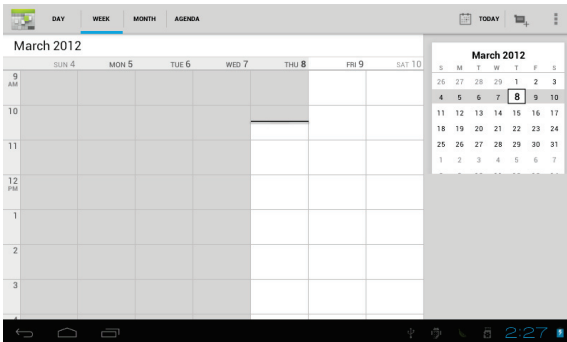 DAY WEEK MONTH AGENDA TODAY
March 2012
SUN 4 MON 5 TUE 6 WED 7 THU 8 FRI 9 SAT 10
9
AM
10
11
12
PM
1
2
3
March 2012
S M T W T F S
26 27 28 29 1 2 3
4 5 6 7 8 9 10
11 12 13 14 15 16 17
18 19 20 21 22 23 24
25 26 27 28 29 30 31
1 2 3 4 5 6 7
2:27